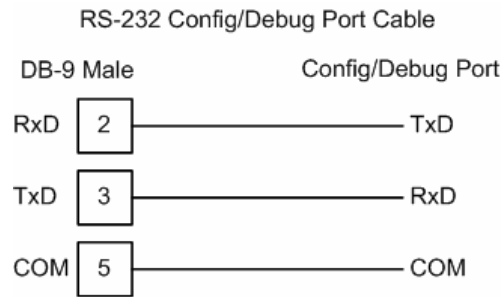 RS-232 Config/Debug Port Cable
DB-9 Male Config/Debug Port
RxD 2 TxD
TxD 3 RxD
COM 5 COM